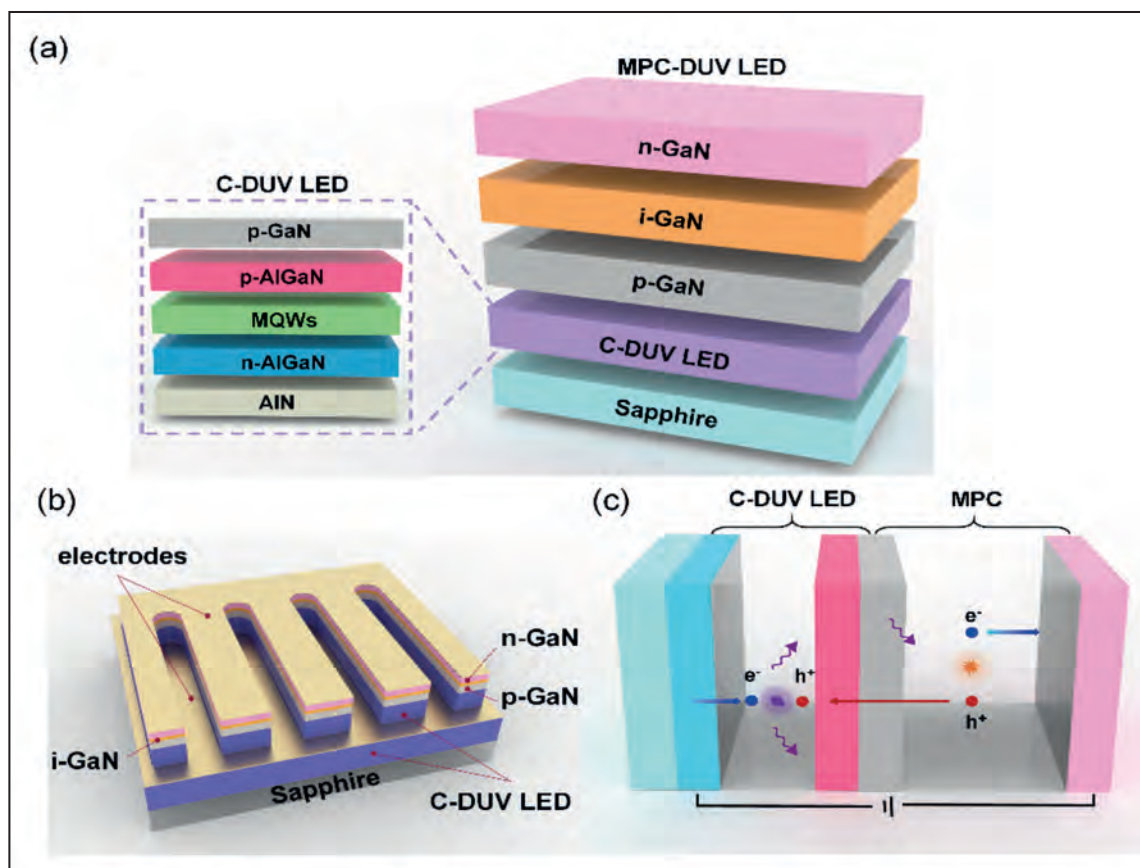 (a)
MPC-DUV LED
n-GaN
i-GaN
p-GaN
C-DUV LED
Sapphire
C-DUV LED
p-GaN
p-AlGaN
MQWs
n-AlGaN
AlN
(b)
electrodes
n-GaN
p-GaN
i-GaN
Sapphire
C-DUV LED
(c)
C-DUV LED
MPC
e-
h+
e-
h+